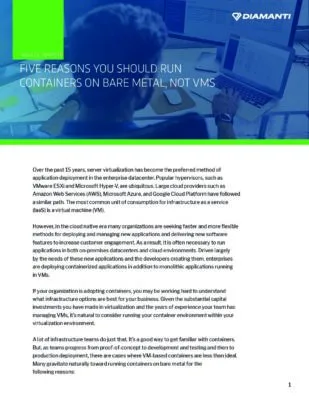 DIAMANTI
WHITE PAPER
FIVE REASONS YOU SHOULD RUN
CONTAINERS ON BARE METAL, NOT VMS
Over the past 15 years, server virtualization has become the preferred method of
application deployment in the enterprise datacenter. Popular hypervisors, such as
VMware ESXi and Microsoft Hyper-V, are ubiquitous. Large cloud providers such as
Amazon Web Services (AWS), Microsoft Azure, and Google Cloud Platform have followed
a similar path. The most common unit of consumption for infrastructure as a service
(IaaS) is a virtual machine (VM).
However, in the cloud native era many organizations are seeking faster and more flexible
methods for deploying and managing new applications and delivering new software
features to increase customer engagement. As a result, it is often necessary to run
applications in both on-premises datacenters and cloud environments. Driven largely
by the needs of these new applications and the developers creating them, enterprises
are deploying containerized applications in addition to monolithic applications running
in VMs.
If your organization is adopting containers, you may be working hard to understand
what infrastructure options are best for your business. Given the substantial capital
investments you have made in virtualization and the years of experience your team has
managing VMs, it's natural to consider running your container environment within your
virtualization environment.
A lot of infrastructure teams do just that. It's a good way to get familiar with containers.
But, as teams progress from proof-of-concept to development and testing and then to
production deployment, there are cases where VM-based containers are less than ideal.
Many gravitate naturally toward running containers on bare metal for the
following reasons:
1